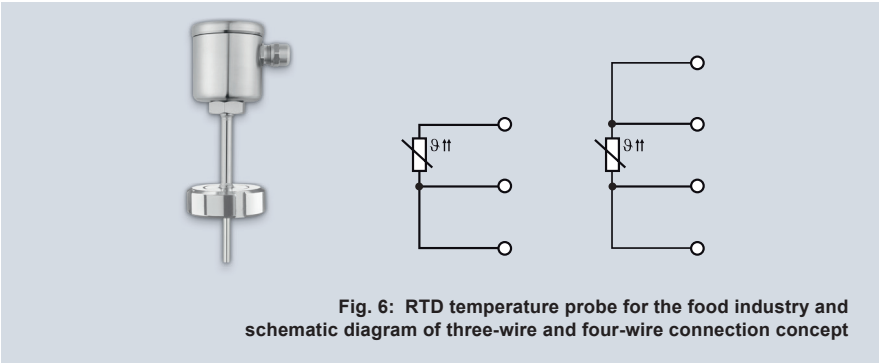 ϑ⇈
ϑ⇈
Fig. 6: RTD temperature probe for the food industry and
schematic diagram of three-wire and four-wire connection concept